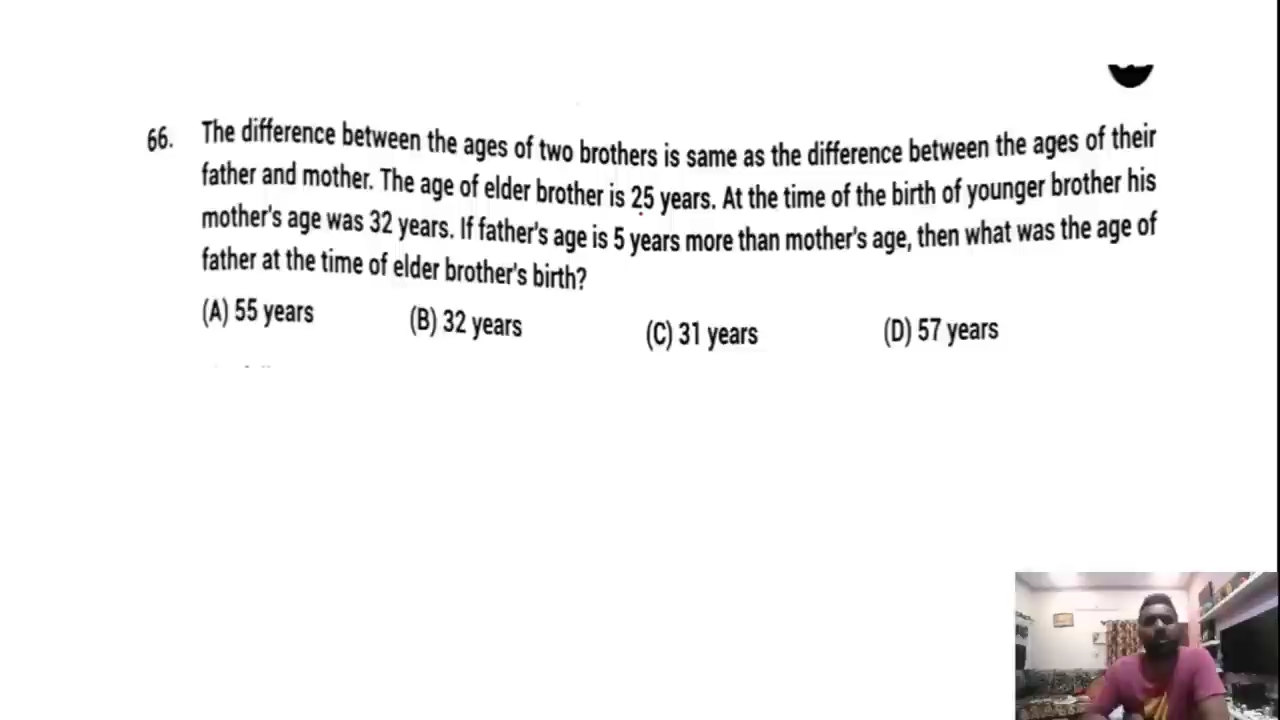 66. The difference between the ages of two brothers is same as the difference between the ages of their
father and mother. The age of elder brother is 25 years. At the time of the birth of younger brother his
mother's age was 32 years. If father's age is 5 years more than mother's age, then what was the age of
father at the time of elder brother's birth?
(A) 55 years (B) 32 years (C) 31 years (D) 57 years